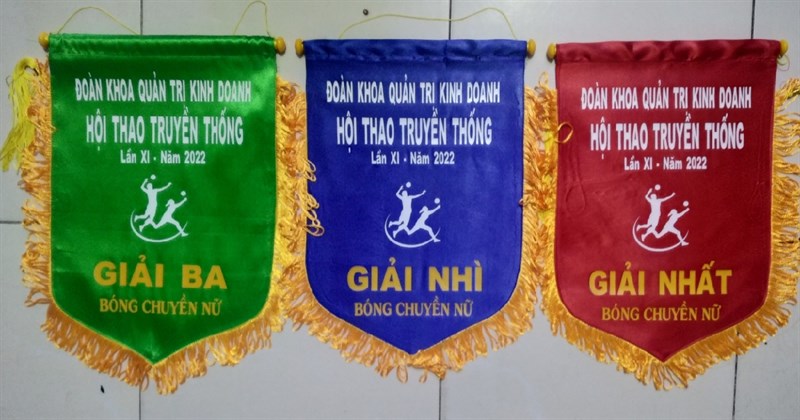 ĐOÀN KHOA QUẢN TRỊ KINH DOANH
HỘI THAO TRUYỀN THỐNG
Lần XI - Năm 2022
GIẢI BA
BÓNG CHUYỀN NỮ
ĐOÀN KHOA QUẢN TRỊ KINH DOANH
HỘI THAO TRUYỀN THỐNG
Lần XI - Năm 2022
GIẢI NHÌ
BÓNG CHUYỀN NỮ
ĐOÀN KHOA QUẢN TRỊ KINH DOANH
HỘI THAO TRUYỀN THỐNG
Lần XI - Năm 2022
GIẢI NHẤT
BÓNG CHUYỀN NỮ